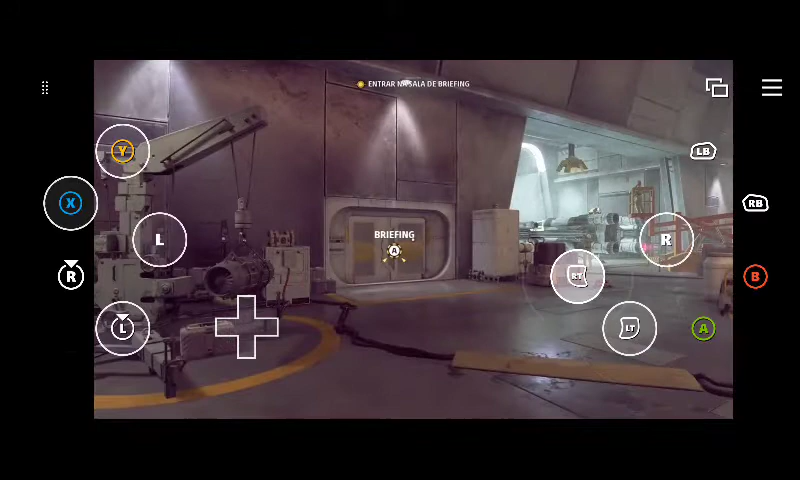 ENTRAR NA SALA DE BRIEFING
Y
LB
X
RB
L
R
BRIEFING
A
R
RT
B
L
LT
A